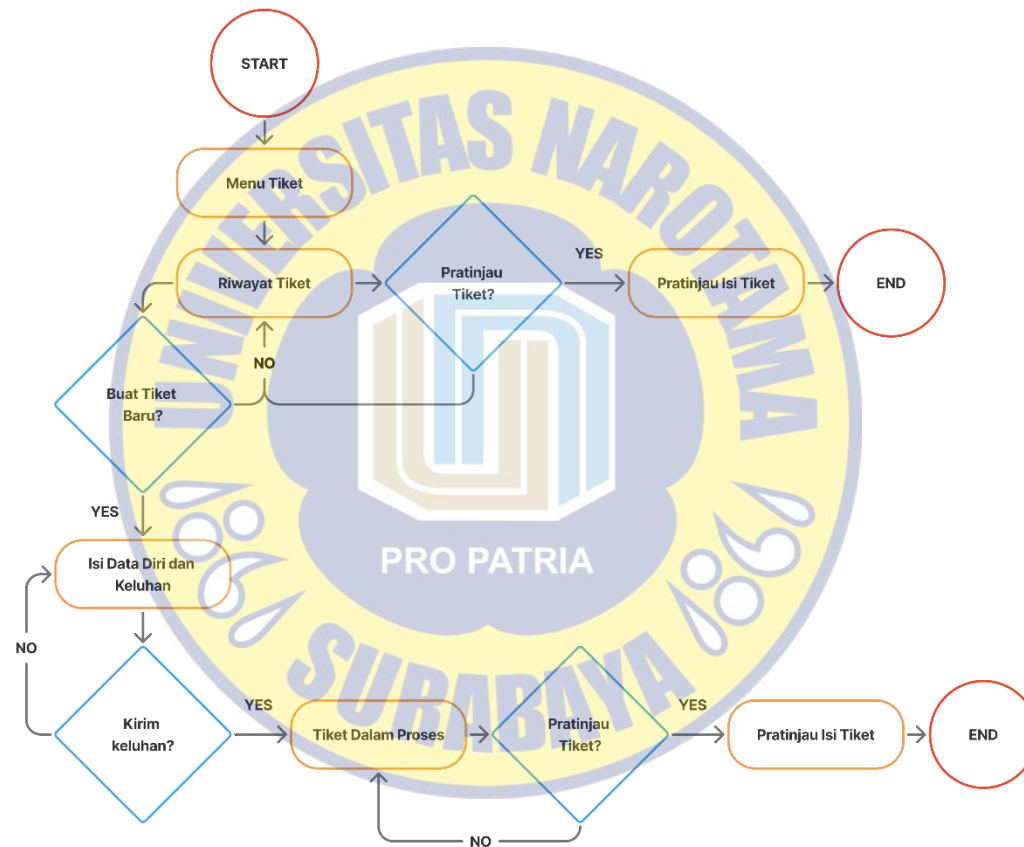 START
Menu Tiket
Riwayat Tiket
Pratinjau
Tiket?
YES
Pratinjau Isi Tiket
END
NO
Buat Tiket
Baru?
YES
Isi Data Diri dan
Keluhan
NO
Kirim
keluhan?
YES
Tiket Dalam Proses
Pratinjau
Tiket?
YES
Pratinjau Isi Tiket
END
NO
UNIVERSITAS NAROTAMA
PRO PATRIA
SURABAYA
1981